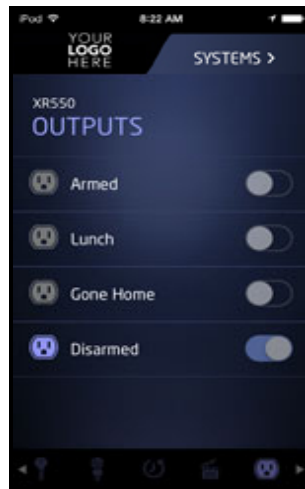 iPod 8:22 AM
YOUR
LOGO
HERE
SYSTEMS >
XR550
OUTPUTS
Armed
Lunch
Gone Home
Disarmed